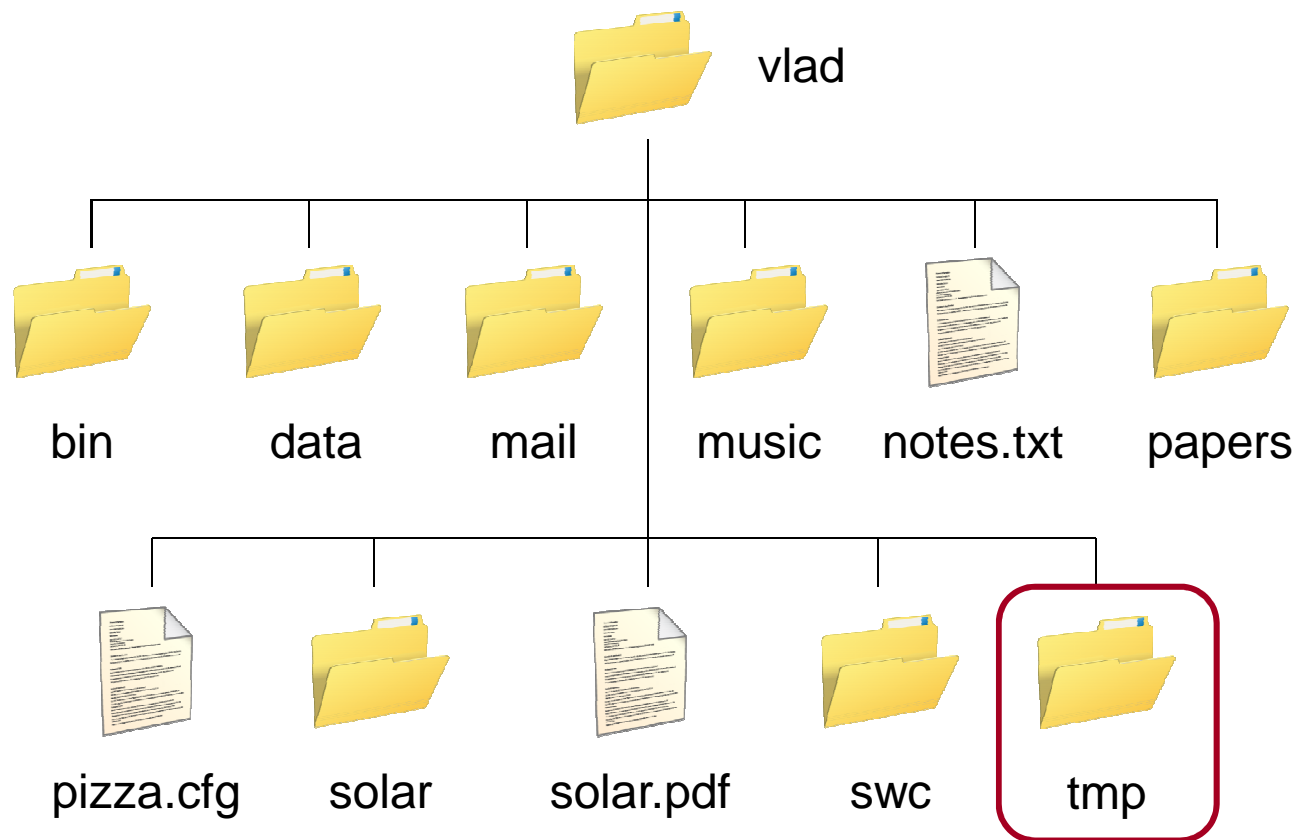 vlad
bin data mail music notes.txt papers
pizza.cfg solar solar.pdf swc tmp